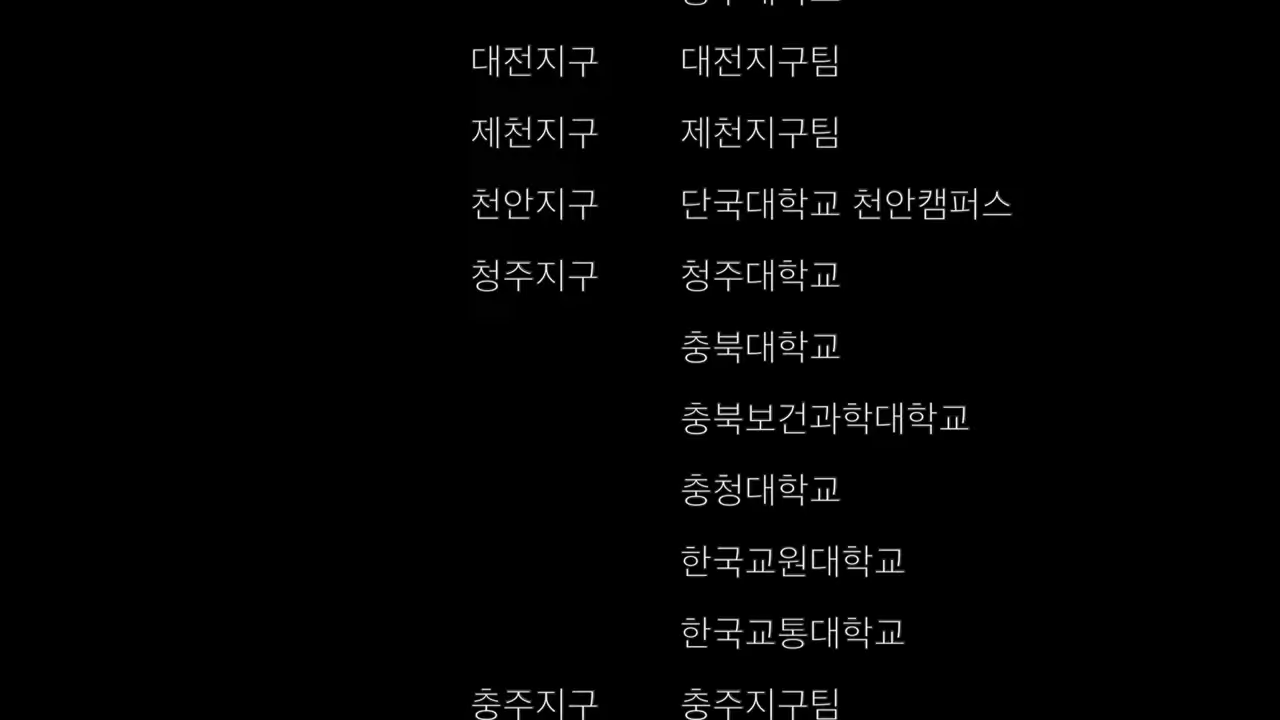 대전지구 대전지구팀
제천지구 제천지구팀
천안지구 단국대학교 천안캠퍼스
청주지구 청주대학교
충북대학교
충북보건과학대학교
충청대학교
한국교원대학교
한국교통대학교
충주지구 충주지구팀